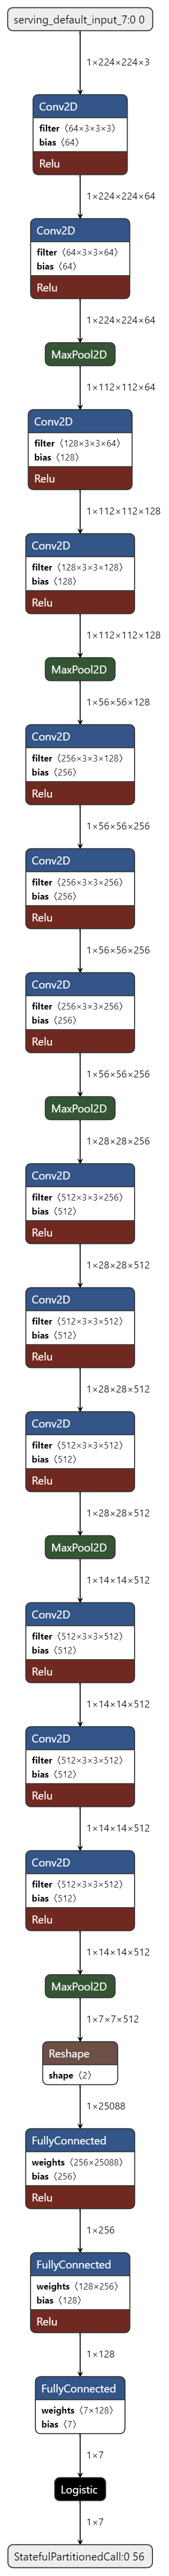 serving_default_input_7:0 0
1×224×224×3
Conv2D
filter ⟨64×3×3×3⟩
bias ⟨64⟩
Relu
1×224×224×64
Conv2D
filter ⟨64×3×3×64⟩
bias ⟨64⟩
Relu
1×224×224×64
MaxPool2D
1×112×112×64
Conv2D
filter ⟨128×3×3×64⟩
bias ⟨128⟩
Relu
1×112×112×128
Conv2D
filter ⟨128×3×3×128⟩
bias ⟨128⟩
Relu
1×112×112×128
MaxPool2D
1×56×56×128
Conv2D
filter ⟨256×3×3×128⟩
bias ⟨256⟩
Relu
1×56×56×256
Conv2D
filter ⟨256×3×3×256⟩
bias ⟨256⟩
Relu
1×56×56×256
Conv2D
filter ⟨256×3×3×256⟩
bias ⟨256⟩
Relu
1×56×56×256
MaxPool2D
1×28×28×256
Conv2D
filter ⟨512×3×3×256⟩
bias ⟨512⟩
Relu
1×28×28×512
Conv2D
filter ⟨512×3×3×512⟩
bias ⟨512⟩
Relu
1×28×28×512
Conv2D
filter ⟨512×3×3×512⟩
bias ⟨512⟩
Relu
1×28×28×512
MaxPool2D
1×14×14×512
Conv2D
filter ⟨512×3×3×512⟩
bias ⟨512⟩
Relu
1×14×14×512
Conv2D
filter ⟨512×3×3×512⟩
bias ⟨512⟩
Relu
1×14×14×512
Conv2D
filter ⟨512×3×3×512⟩
bias ⟨512⟩
Relu
1×14×14×512
MaxPool2D
1×7×7×512
Reshape
shape ⟨2⟩
1×25088
FullyConnected
weights ⟨256×25088⟩
bias ⟨256⟩
Relu
1×256
FullyConnected
weights ⟨128×256⟩
bias ⟨128⟩
Relu
1×128
FullyConnected
weights ⟨7×128⟩
bias ⟨7⟩
1×7
Logistic
1×7
StatefulPartitionedCall:0 56